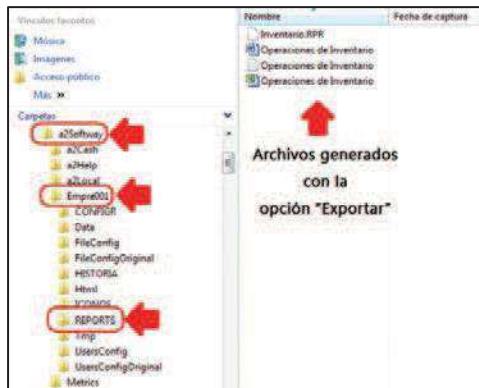 Vínculos favoritos
Música
Imágenes
Acceso público
Más »
Carpetas
a2Softway
a2Cash
a2Help
a2Local
Empre001
CONFIGR
Data
FileConfig
FileConfigOriginal
HISTORIA
Html
ICONOS
REPORTS
Tmp
UsersConfig
UsersConfigOriginal
Metrics
Nombre
Fecha de captura
Inventario.RPR
Operaciones de Inventario
Operaciones de Inventario
Operaciones de Inventario
Archivos generados
con la
opción "Exportar"